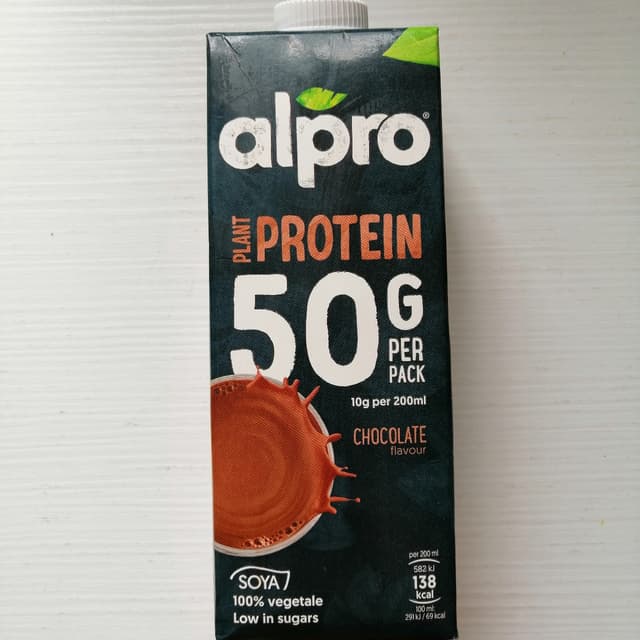 alpro®
PLANT PROTEIN
50G
PER
PACK
10g per 200ml
CHOCOLATE
flavour
SOYA
100% vegetale
Low in sugars
per 200 ml
582 kJ
138
kcal
100 ml:
291 kJ / 69 kcal